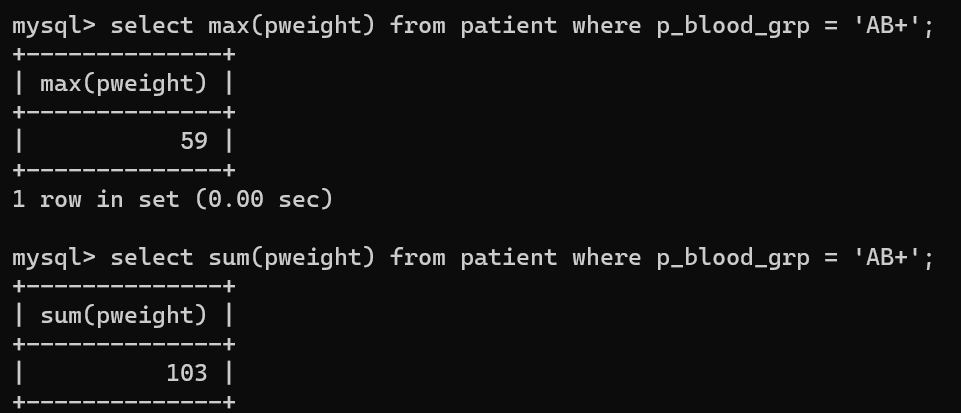 mysql> select max(pweight) from patient where p_blood_grp = 'AB+';
+--------------+
| max(pweight) |
+--------------+
|           59 |
+--------------+
1 row in set (0.00 sec)

mysql> select sum(pweight) from patient where p_blood_grp = 'AB+';
+--------------+
| sum(pweight) |
+--------------+
|          103 |
+--------------+